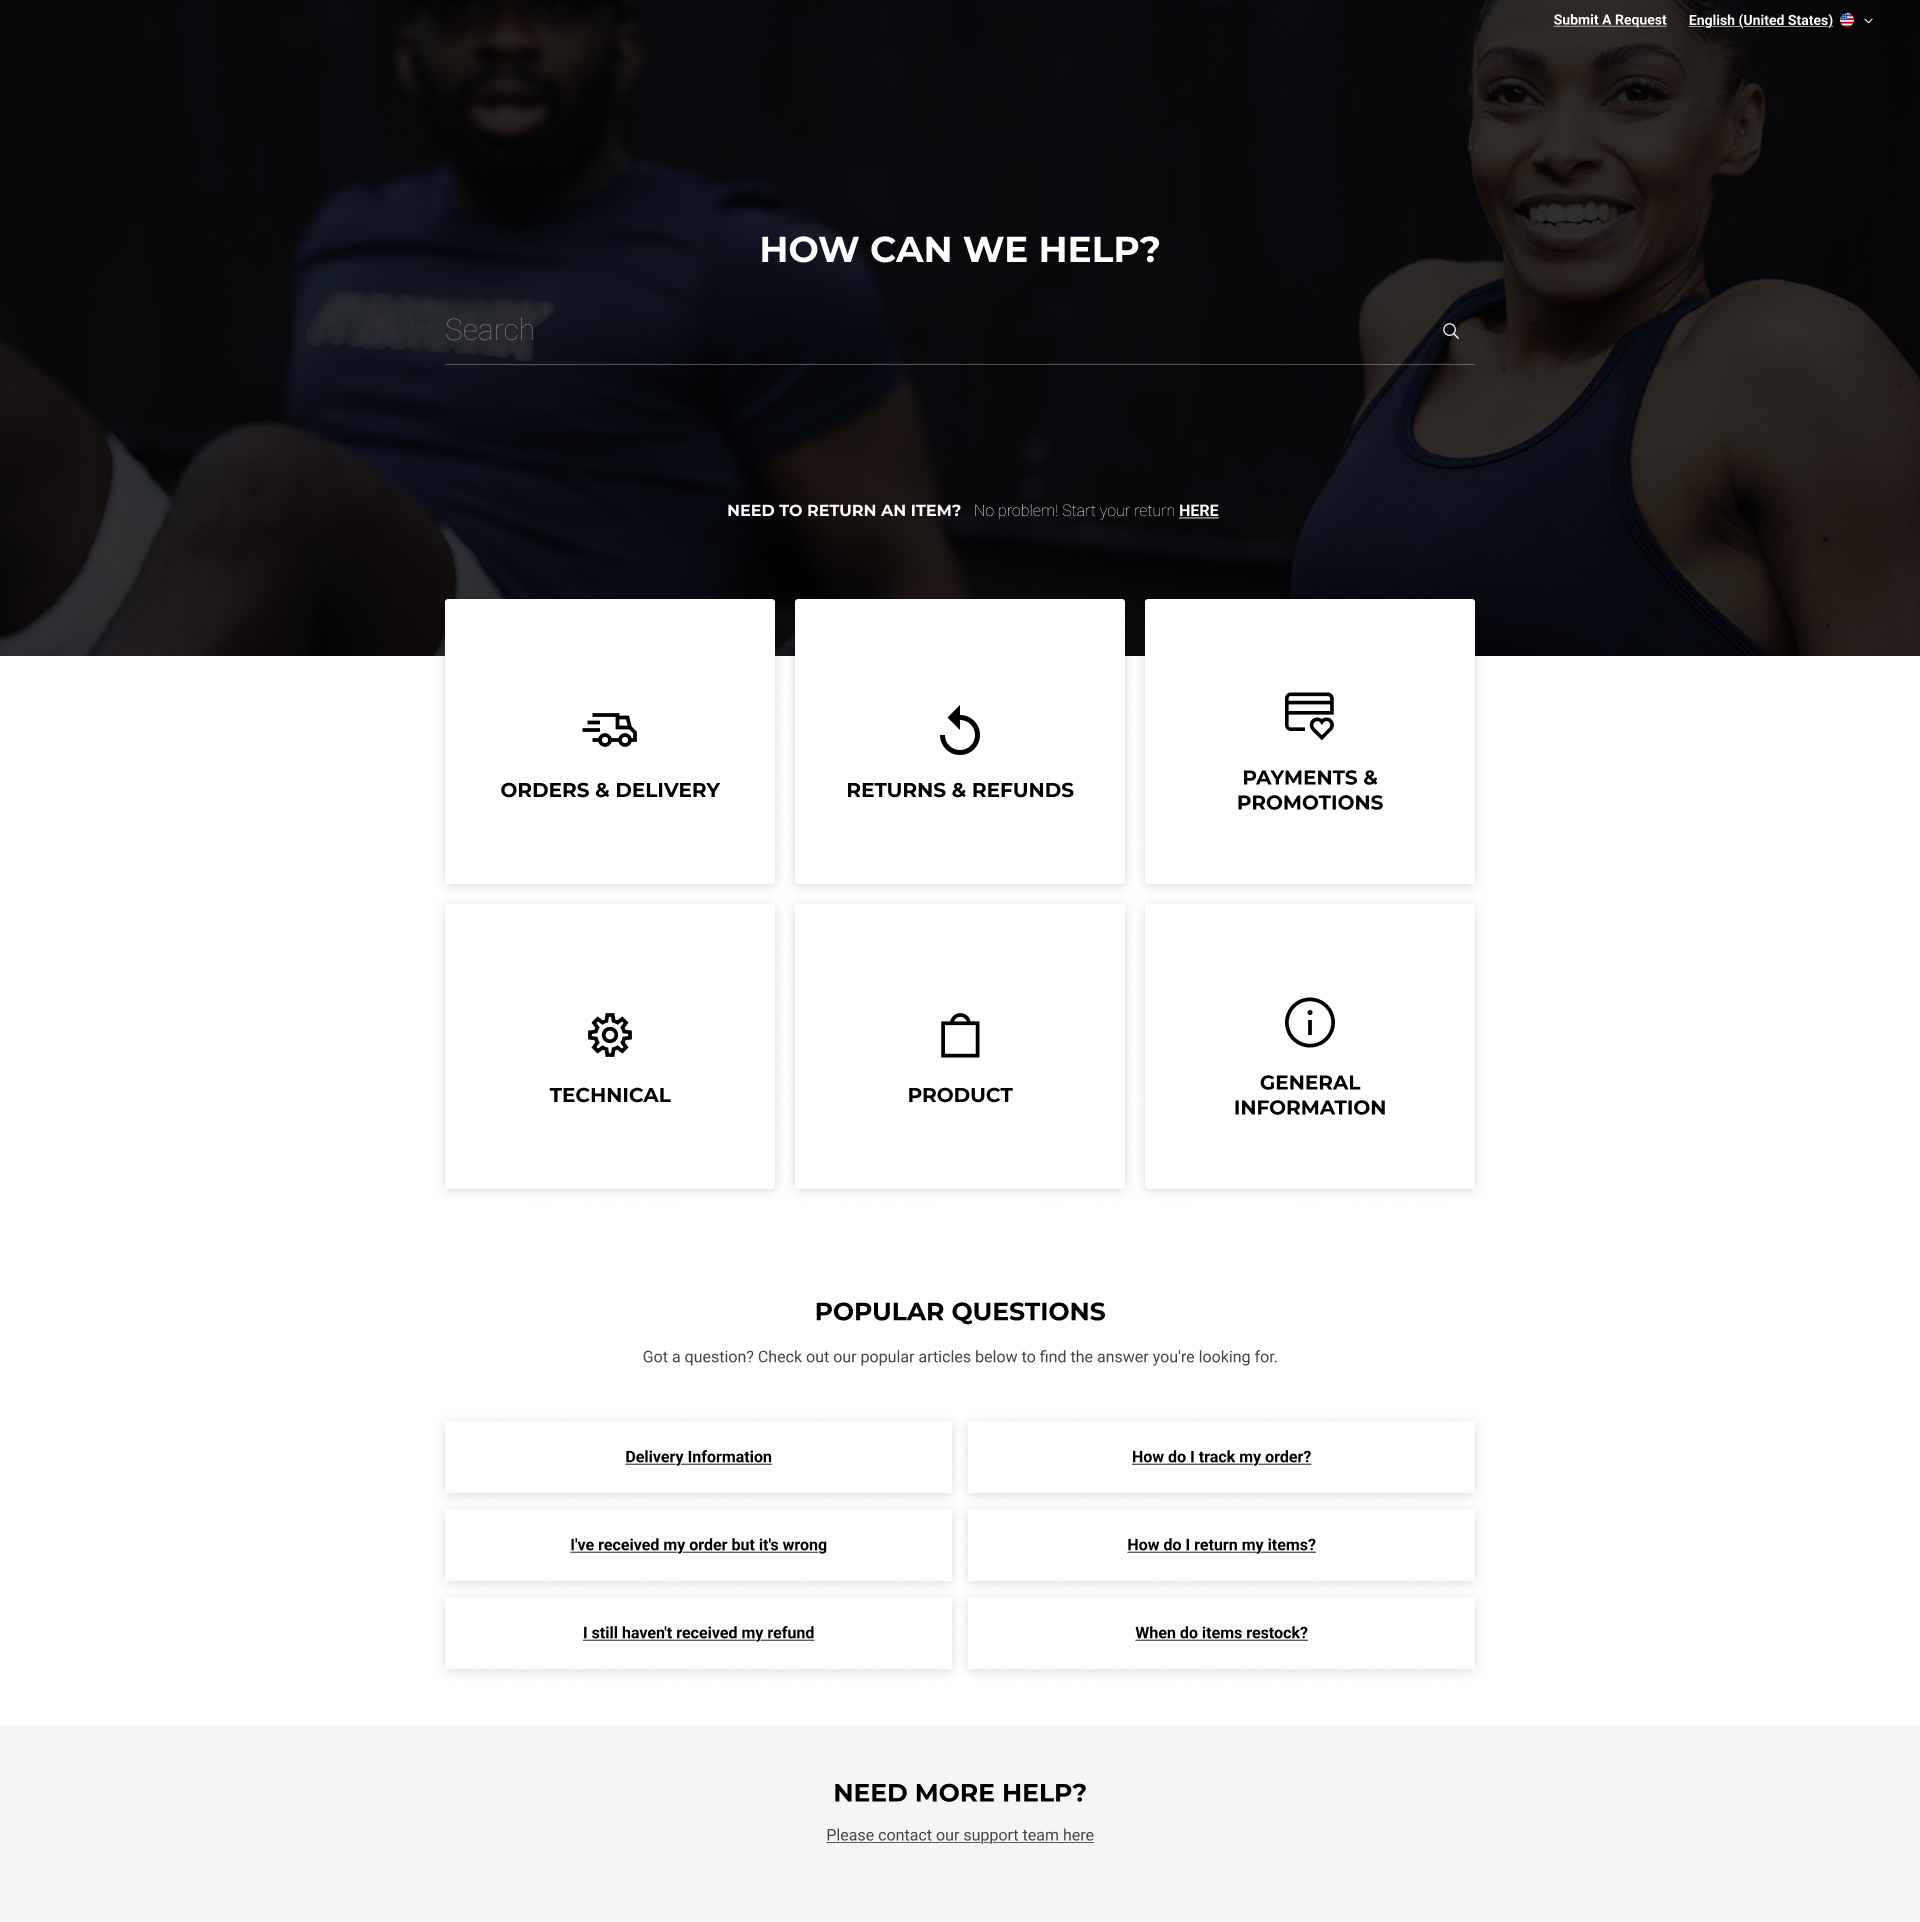 Submit A Request
English (United States)
HOW CAN WE HELP?
Search
NEED TO RETURN AN ITEM? No problem! Start your return HERE
ORDERS & DELIVERY
RETURNS & REFUNDS
PAYMENTS &
PROMOTIONS
TECHNICAL
PRODUCT
GENERAL
INFORMATION
POPULAR QUESTIONS
Got a question? Check out our popular articles below to find the answer you're looking for.
Delivery Information
How do I track my order?
I've received my order but it's wrong
How do I return my items?
I still haven't received my refund
When do items restock?
NEED MORE HELP?
Please contact our support team here